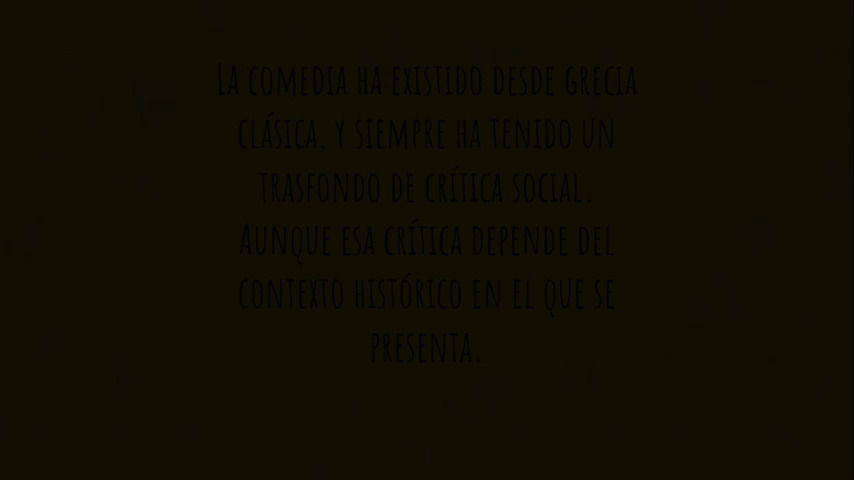 La comedia ha existido desde grecia
clásica, y siempre ha tenido un
trasfondo de crítica social.
Aunque esa crítica depende del
contexto histórico en el que se
presenta.